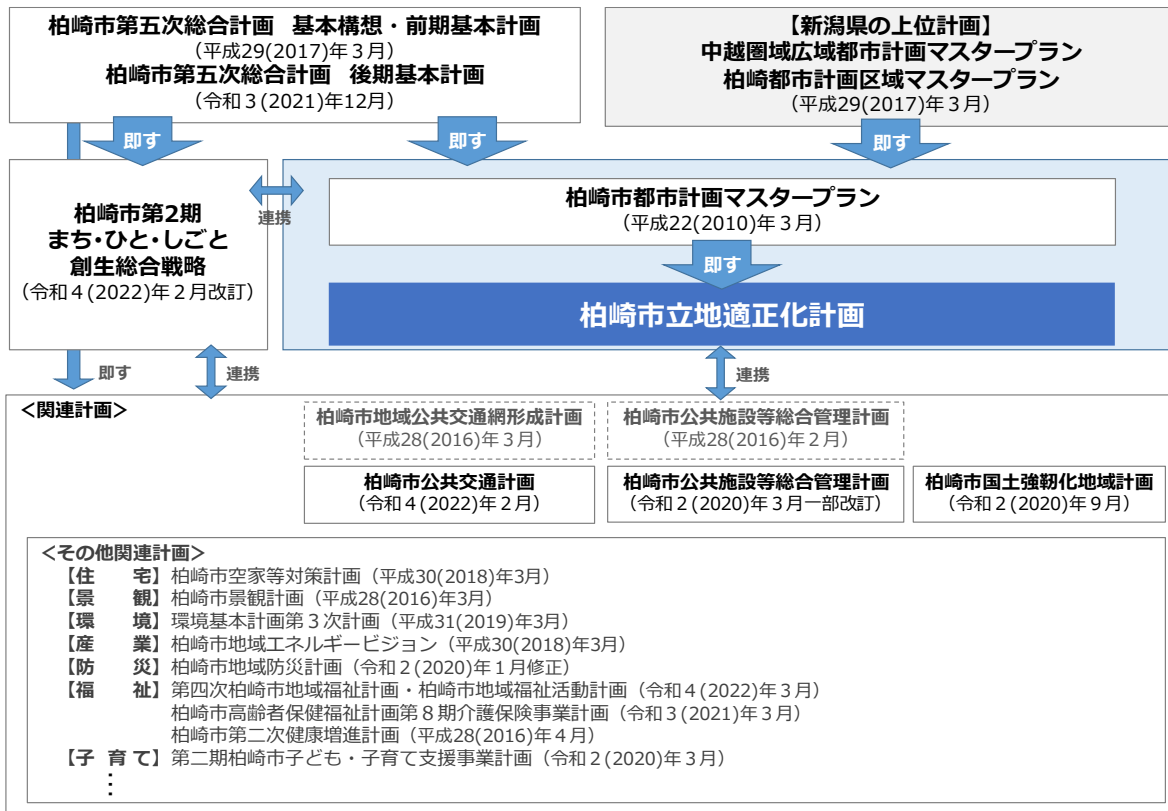 柏崎市第五次総合計画 基本構想・前期基本計画
（平成29(2017)年３月）
柏崎市第五次総合計画 後期基本計画
（令和３(2021)年12月）
【新潟県の上位計画】
中越圏域広域都市計画マスタープラン
柏崎都市計画区域マスタープラン
（平成29(2017)年３月）
即す
即す
即す
柏崎市第2期
まち・ひと・しごと
創生総合戦略
（令和４(2022)年２月改訂）
連携
柏崎市都市計画マスタープラン
（平成22(2010)年３月）
即す
柏崎市立地適正化計画
即す
連携
連携
＜関連計画＞
柏崎市地域公共交通網形成計画
（平成28(2016)年３月）
柏崎市公共施設等総合管理計画
（平成28(2016)年２月）
柏崎市公共交通計画
（令和４(2022)年２月）
柏崎市公共施設等総合管理計画
（令和２(2020)年３月一部改訂）
柏崎市国土強靭化地域計画
（令和２(2020)年９月）
＜その他関連計画＞
【住　　宅】柏崎市空家等対策計画（平成30(2018)年3月）
【景　　観】柏崎市景観計画（平成28(2016)年3月）
【環　　境】環境基本計画第３次計画（平成31(2019)年3月）
【産　　業】柏崎市地域エネルギービジョン（平成30(2018)年3月）
【防　　災】柏崎市地域防災計画（令和２(2020)年１月修正）
【福　　祉】第四次柏崎市地域福祉計画・柏崎市地域福祉活動計画（令和４(2022)年３月）
柏崎市高齢者保健福祉計画第８期介護保険事業計画（令和３(2021)年３月）
柏崎市第二次健康増進計画（平成28(2016)年４月）
【子 育 て】第二期柏崎市子ども・子育て支援事業計画（令和２(2020)年３月）
⋮